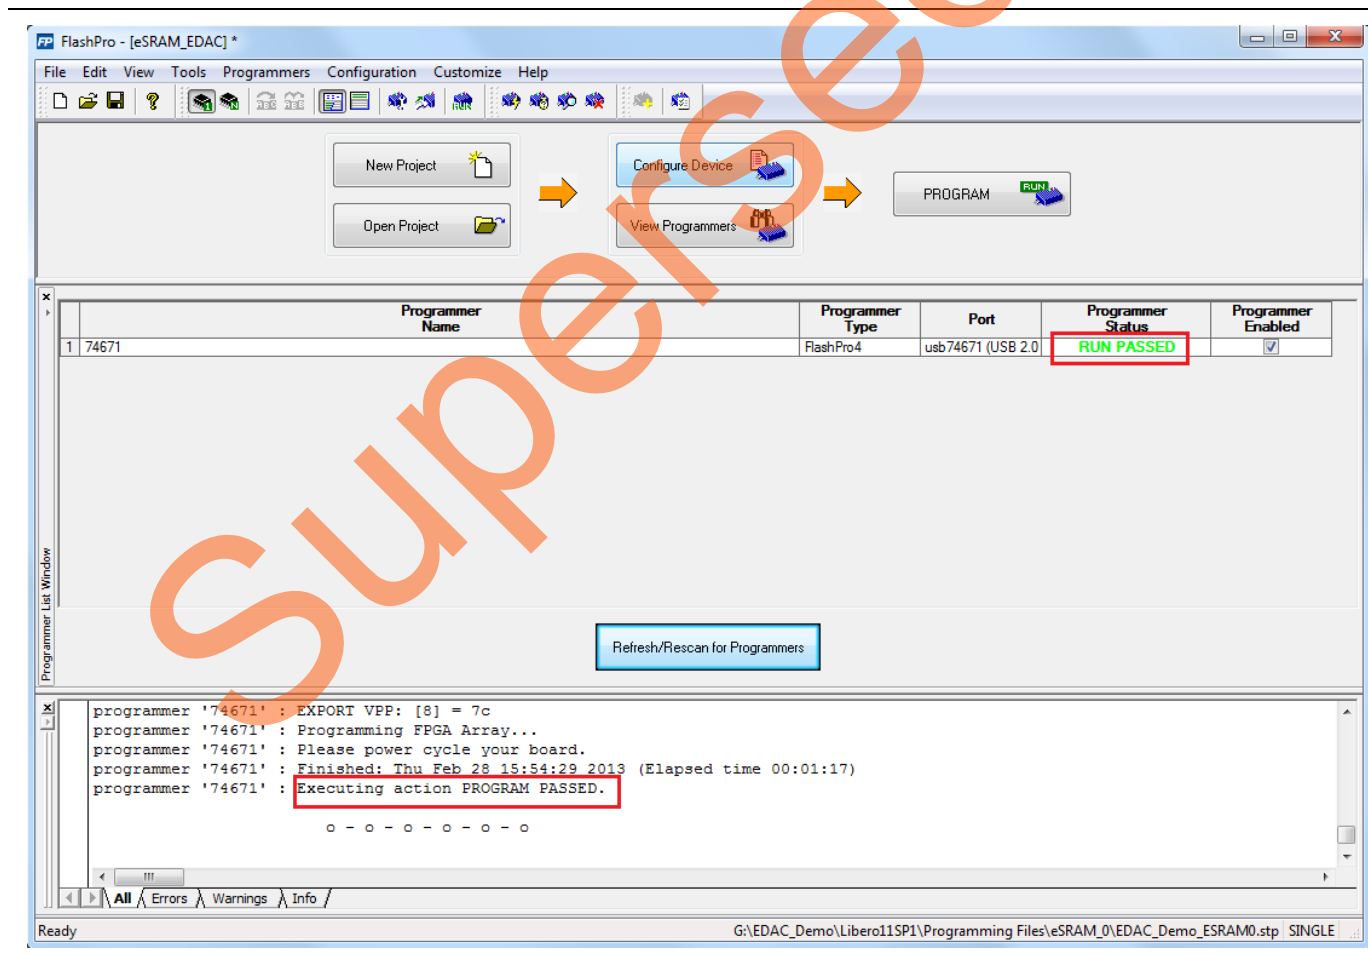 FlashPro - [eSRAM_EDAC] *
File Edit View Tools Programmers Configuration Customize Help
New Project
Configure Device
PROGRAM
RUN
Open Project
View Programmers
Programmer Name
Programmer Type
Port
Programmer Status
Programmer Enabled
1 74671 FlashPro4 usb74671 (USB 2.0 RUN PASSED
Programmer List Window
Refresh/Rescan for Programmers
programmer '74671' : EXPORT VPP: [8] = 7c
programmer '74671' : Programming FPGA Array...
programmer '74671' : Please power cycle your board.
programmer '74671' : Finished: Thu Feb 28 15:54:29 2013 (Elapsed time 00:01:17)
programmer '74671' : Executing action PROGRAM PASSED.
o - o - o - o - o - o
All Errors Warnings Info
Ready G:\EDAC_Demo\Libero11SP1\Programming Files\eSRAM_0\EDAC_Demo_ESRAM0.stp SINGLE
Superse